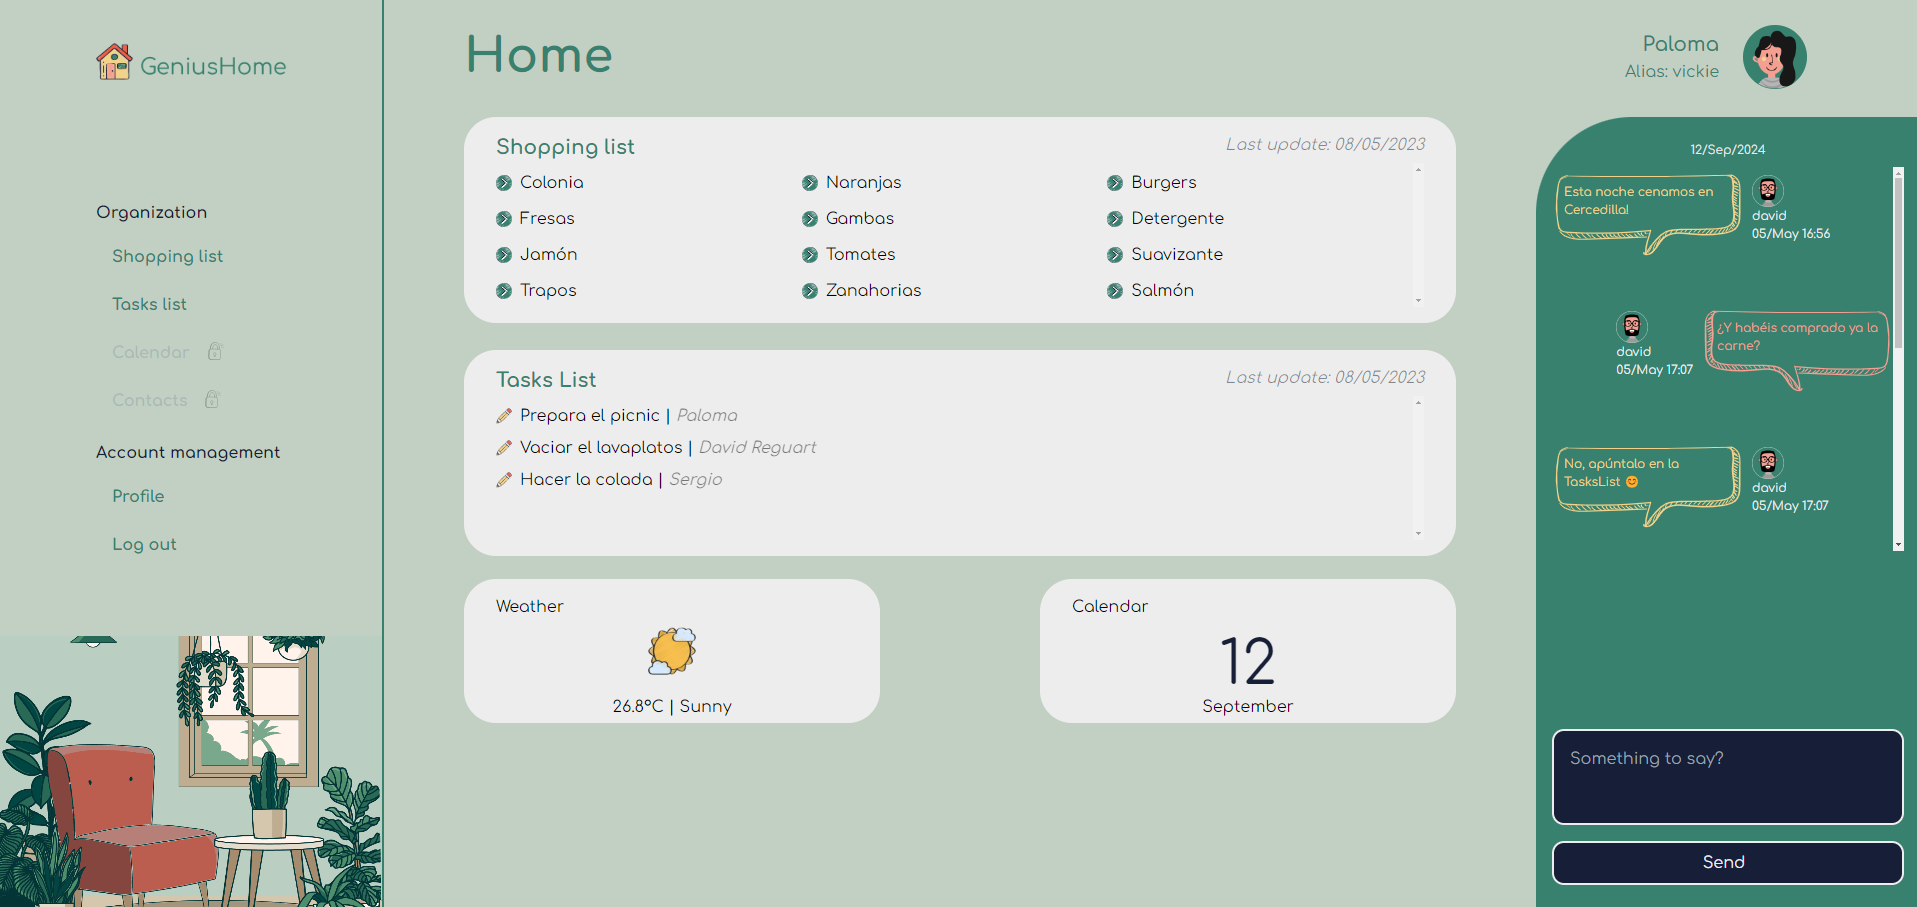 GeniusHome
Organization
Shopping list
Tasks list
Calendar
Contacts
Account management
Profile
Log out
Home
Paloma
Alias: vickie
Shopping list
Last update: 08/05/2023
Colonia
Naranjas
Burgers
Fresas
Gambas
Detergente
Jamón
Tomates
Suavizante
Trapos
Zanahorias
Salmón
Tasks List
Last update: 08/05/2023
Prepara el picnic | Paloma
Vaciar el lavaplatos | David Reguart
Hacer la colada | Sergio
Weather
26.8ºC | Sunny
Calendar
12
September
12/Sep/2024
Esta noche cenamos en
Cercedilla!
david
05/May 16:56
¿Y habéis comprado ya la
carne?
david
05/May 17:07
No, apúntalo en la
TasksList 😊
david
05/May 17:07
Something to say?
Send